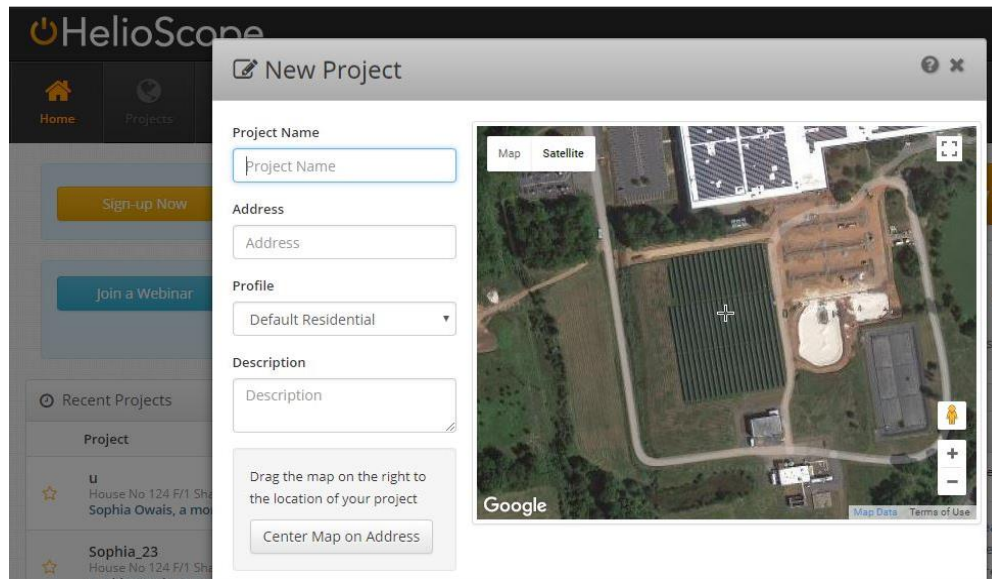 HelioScope
New Project
Home
Projects
Project Name
Project Name
Map Satellite
Sign-up Now
Address
Address
Profile
Join a Webinar
Default Residential
Description
Description
Recent Projects
Project
u
House No 124 F/1 Sha
Sophia Owais, a mo
Drag the map on the right to
the location of your project
Center Map on Address
Google
Map Data Terms of Use
Sophia_23
House No 124 F/1 Sha